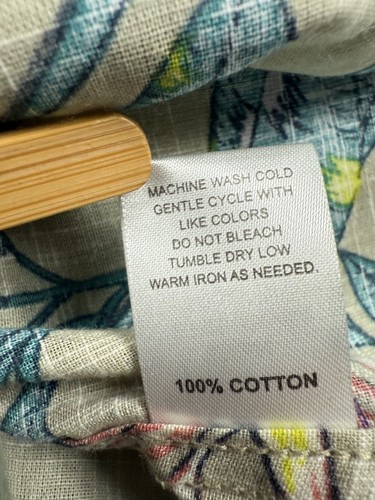 MACHINE WASH COLD
GENTLE CYCLE WITH
LIKE COLORS
DO NOT BLEACH
TUMBLE DRY LOW
WARM IRON AS NEEDED.
100% COTTON